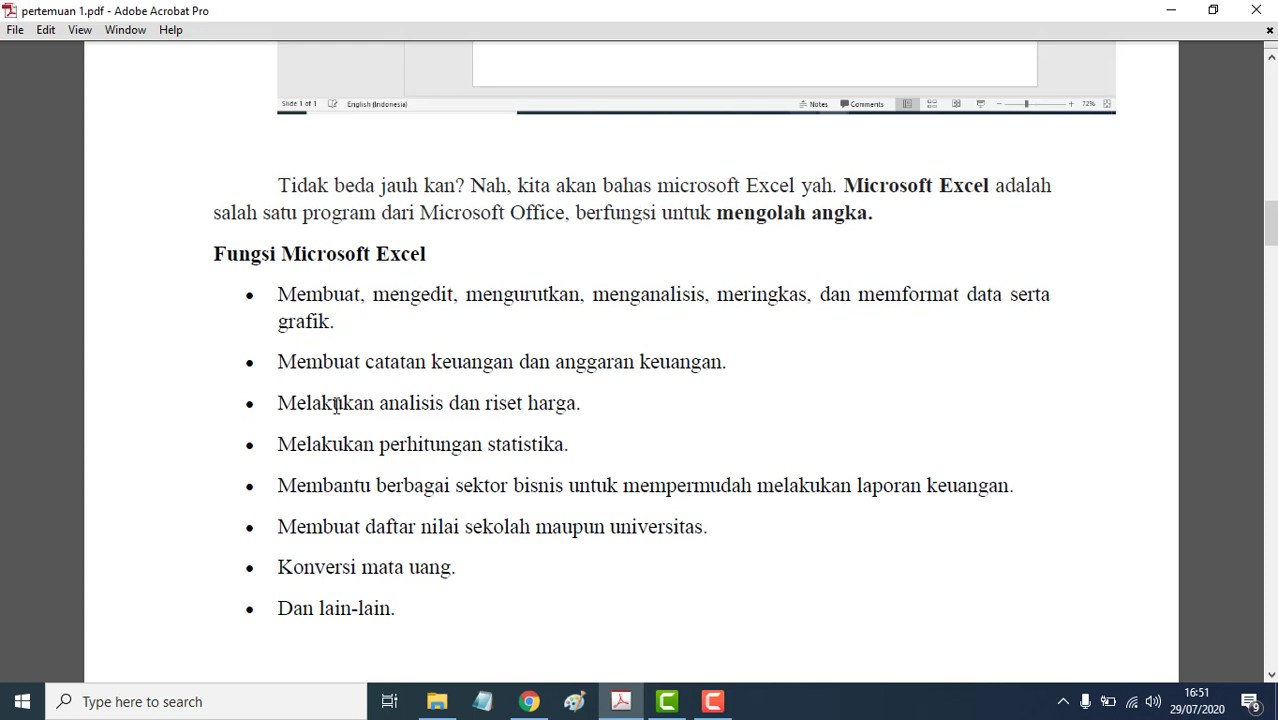 pertemuan 1.pdf - Adobe Acrobat Pro
File Edit View Window Help
Slide 1 of 1 English (Indonesia) Notes Comments 72%
Tidak beda jauh kan? Nah, kita akan bahas microsoft Excel yah. Microsoft Excel adalah
salah satu program dari Microsoft Office, berfungsi untuk mengolah angka.
Fungsi Microsoft Excel
• Membuat, mengedit, mengurutkan, menganalisis, meringkas, dan memformat data serta
grafik.
• Membuat catatan keuangan dan anggaran keuangan.
• Melakukan analisis dan riset harga.
• Melakukan perhitungan statistika.
• Membantu berbagai sektor bisnis untuk mempermudah melakukan laporan keuangan.
• Membuat daftar nilai sekolah maupun universitas.
• Konversi mata uang.
• Dan lain-lain.
Type here to search
16:51
29/07/2020
9